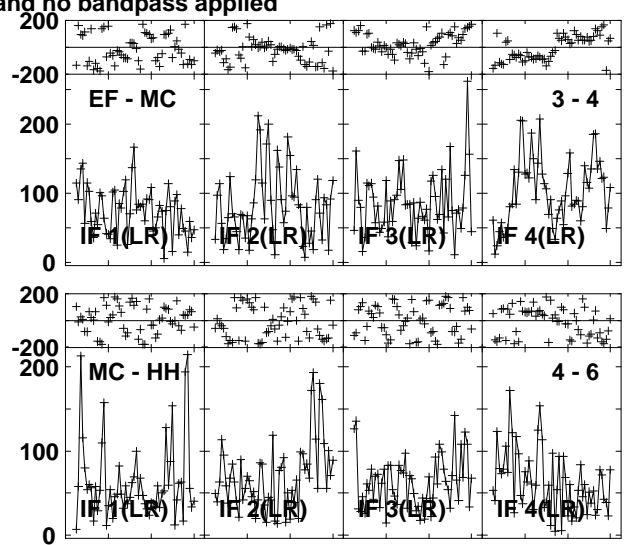 and no bandpass applied
200
-200
EF - MC 3 - 4
200
100
IF 1(LR) IF 2(LR) IF 3(LR) IF 4(LR)
0
200
-200
MC - HH 4 - 6
200
100
IF 1(LR) IF 2(LR) IF 3(LR) IF 4(LR)
0